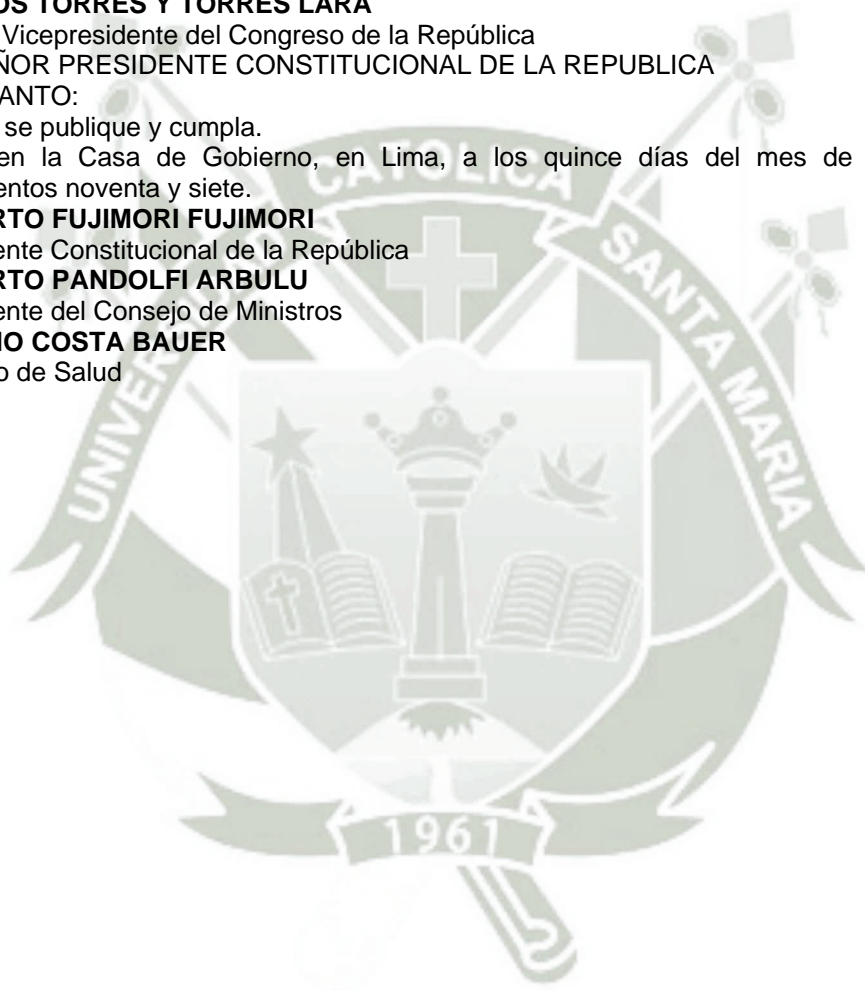 OS TORRES Y TORRES LARA
Vicepresidente del Congreso de la República
ÑOR PRESIDENTE CONSTITUCIONAL DE LA REPUBLICA
ANTO:
se publique y cumpla.
en la Casa de Gobierno, en Lima, a los quince días del mes de
entos noventa y siete.
RTO FUJIMORI FUJIMORI
ente Constitucional de la República
RTO PANDOLFI ARBULU
ente del Consejo de Ministros
IO COSTA BAUER
o de Salud
UNIVERSIDAD CATOLICA SANTA MARIA
1961